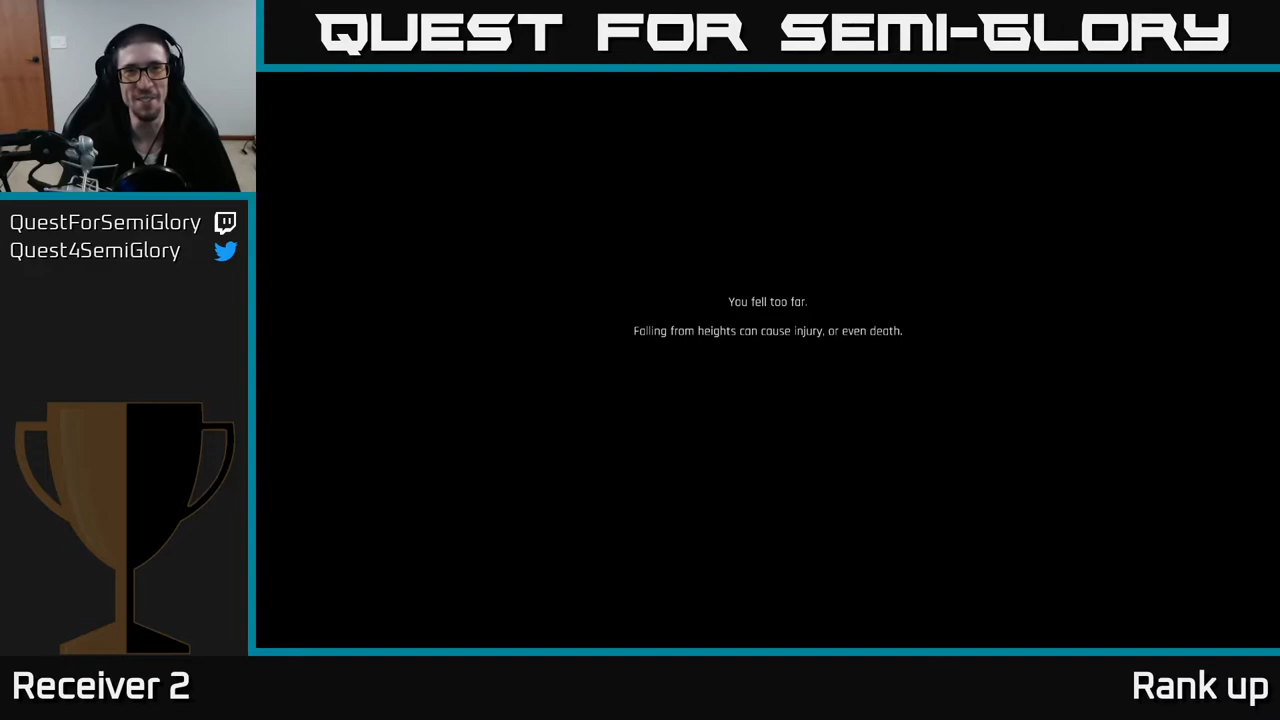 QUEST FOR SEMI-GLORY
QuestForSemiGlory
Quest4SemiGlory
You fell too far.
Falling from heights can cause injury, or even death.
Receiver 2
Rank up